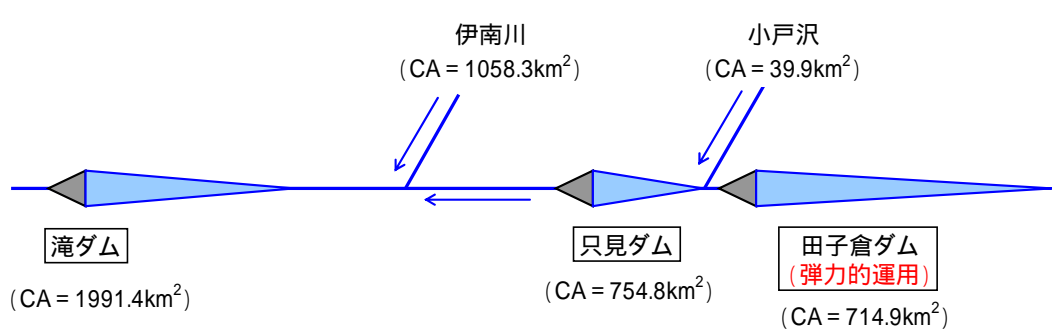 伊南川
(CA = 1058.3km²)
小戸沢
(CA = 39.9km²)
滝ダム
(CA = 1991.4km²)
只見ダム
(CA = 754.8km²)
田子倉ダム
(弾力的運用)
(CA = 714.9km²)